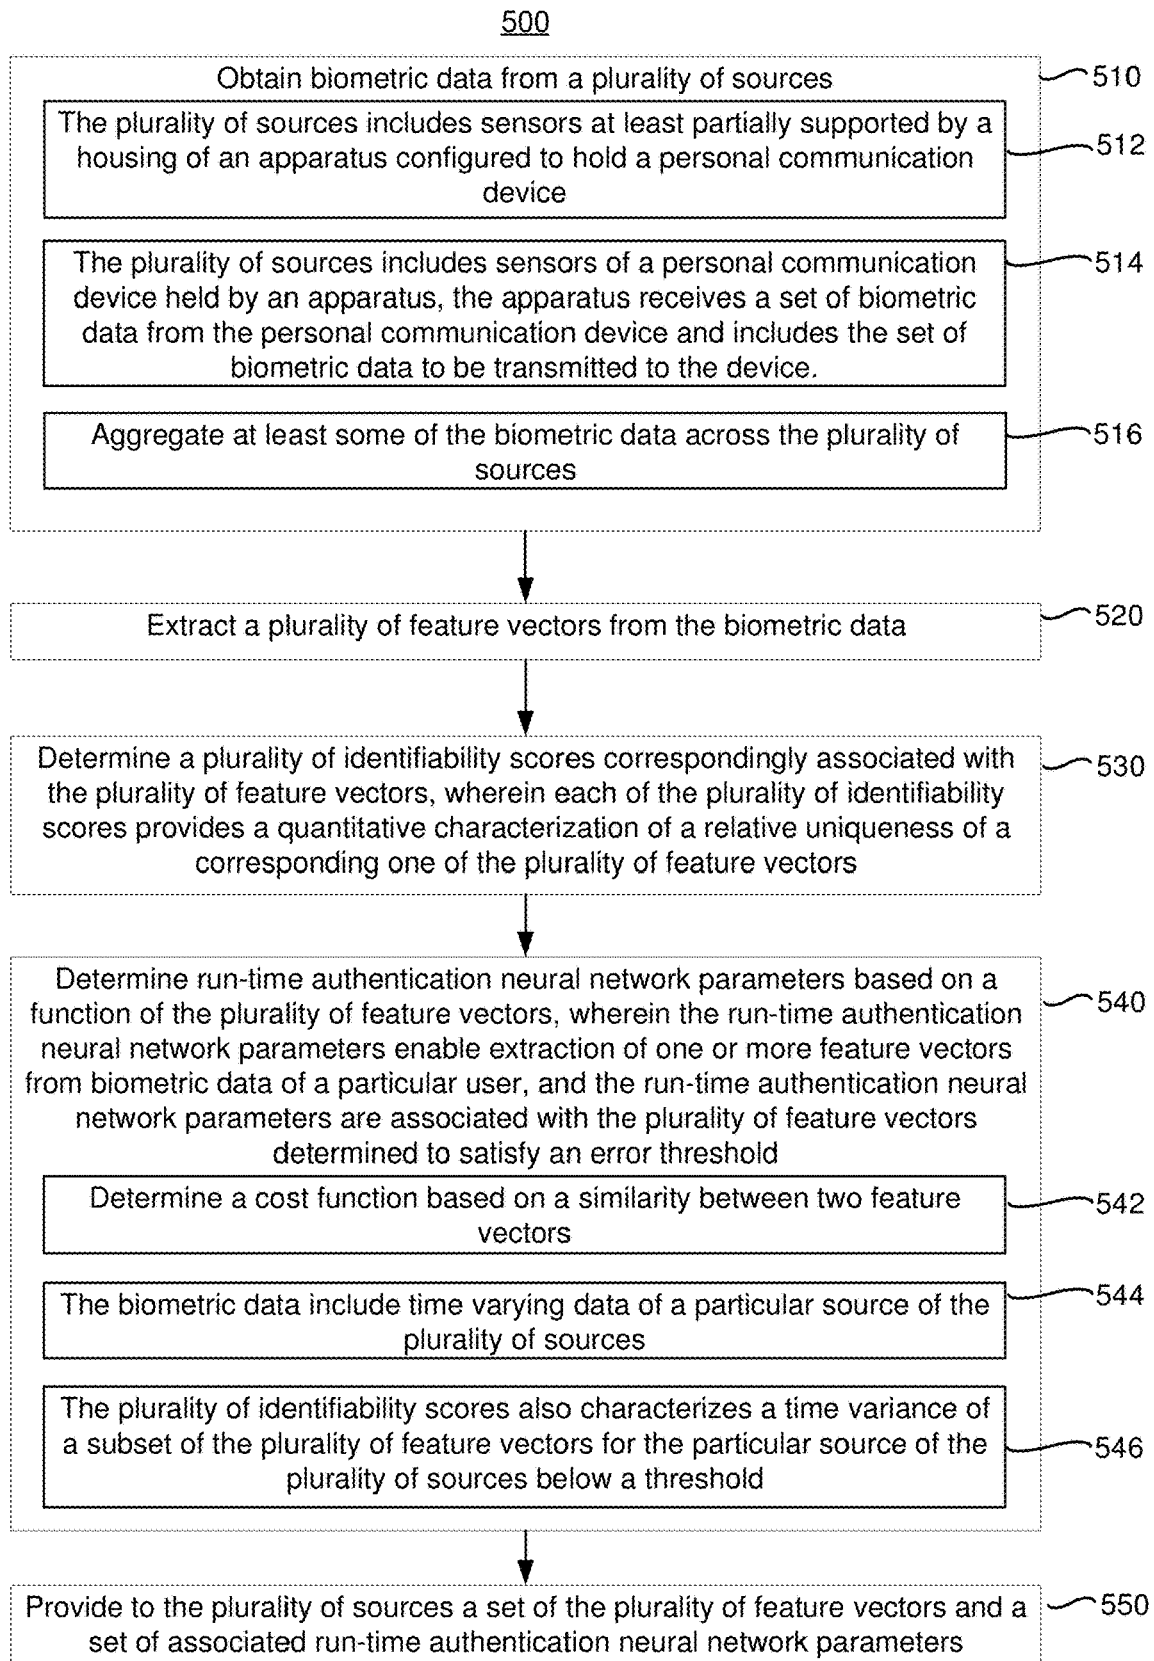 500
Obtain biometric data from a plurality of sources
510
The plurality of sources includes sensors at least partially supported by a
housing of an apparatus configured to hold a personal communication
device
512
The plurality of sources includes sensors of a personal communication
device held by an apparatus, the apparatus receives a set of biometric
data from the personal communication device and includes the set of
biometric data to be transmitted to the device.
514
Aggregate at least some of the biometric data across the plurality of
sources
516
Extract a plurality of feature vectors from the biometric data
520
Determine a plurality of identifiability scores correspondingly associated with
the plurality of feature vectors, wherein each of the plurality of identifiability
scores provides a quantitative characterization of a relative uniqueness of a
corresponding one of the plurality of feature vectors
530
Determine run-time authentication neural network parameters based on a
function of the plurality of feature vectors, wherein the run-time authentication
neural network parameters enable extraction of one or more feature vectors
from biometric data of a particular user, and the run-time authentication neural
network parameters are associated with the plurality of feature vectors
determined to satisfy an error threshold
540
Determine a cost function based on a similarity between two feature
vectors
542
The biometric data include time varying data of a particular source of the
plurality of sources
544
The plurality of identifiability scores also characterizes a time variance of
a subset of the plurality of feature vectors for the particular source of the
plurality of sources below a threshold
546
Provide to the plurality of sources a set of the plurality of feature vectors and a
set of associated run-time authentication neural network parameters
550